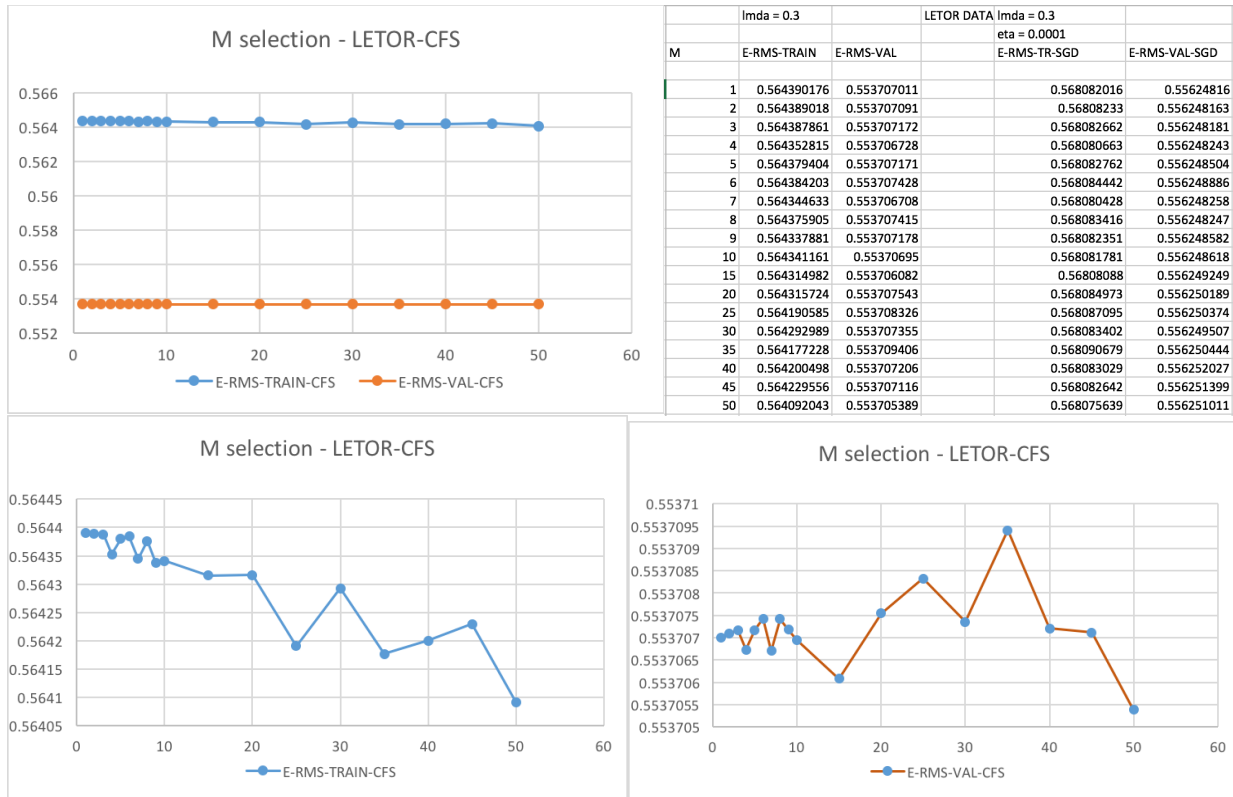 M selection - LETOR-CFS
0.566
0.564
0.562
0.56
0.558
0.556
0.554
0.552
0 10 20 30 40 50 60
E-RMS-TRAIN-CFS E-RMS-VAL-CFS
lmda = 0.3 LETOR DATA lmda = 0.3
eta = 0.0001
M E-RMS-TRAIN E-RMS-VAL E-RMS-TR-SGD E-RMS-VAL-SGD
1 0.564390176 0.553707011 0.568082016 0.55624816
2 0.564389018 0.553707091 0.56808233 0.556248163
3 0.564387861 0.553707172 0.568082662 0.556248181
4 0.564352815 0.553706728 0.568080663 0.556248243
5 0.564379404 0.553707171 0.568082762 0.556248504
6 0.564384203 0.553707428 0.568084442 0.556248886
7 0.564344633 0.553706708 0.568080428 0.556248258
8 0.564375905 0.553707415 0.568083416 0.556248247
9 0.564337881 0.553707178 0.568082351 0.556248582
10 0.564341161 0.55370695 0.568081781 0.556248618
15 0.564314982 0.553706082 0.56808088 0.556249249
20 0.564315724 0.553707543 0.568084973 0.556250189
25 0.564190585 0.553708326 0.568087095 0.556250374
30 0.564292989 0.553707355 0.568083402 0.556249507
35 0.564177228 0.553709406 0.568090679 0.556250444
40 0.564200498 0.553707206 0.568083029 0.556252027
45 0.564229556 0.553707116 0.568082642 0.556251399
50 0.564092043 0.553705389 0.568075639 0.556251011
M selection - LETOR-CFS
0.56445
0.5644
0.56435
0.5643
0.56425
0.5642
0.56415
0.5641
0.56405
0 10 20 30 40 50 60
E-RMS-TRAIN-CFS
M selection - LETOR-CFS
0.55371
0.5537095
0.553709
0.5537085
0.553708
0.5537075
0.553707
0.5537065
0.553706
0.5537055
0.553705
0 10 20 30 40 50 60
E-RMS-VAL-CFS